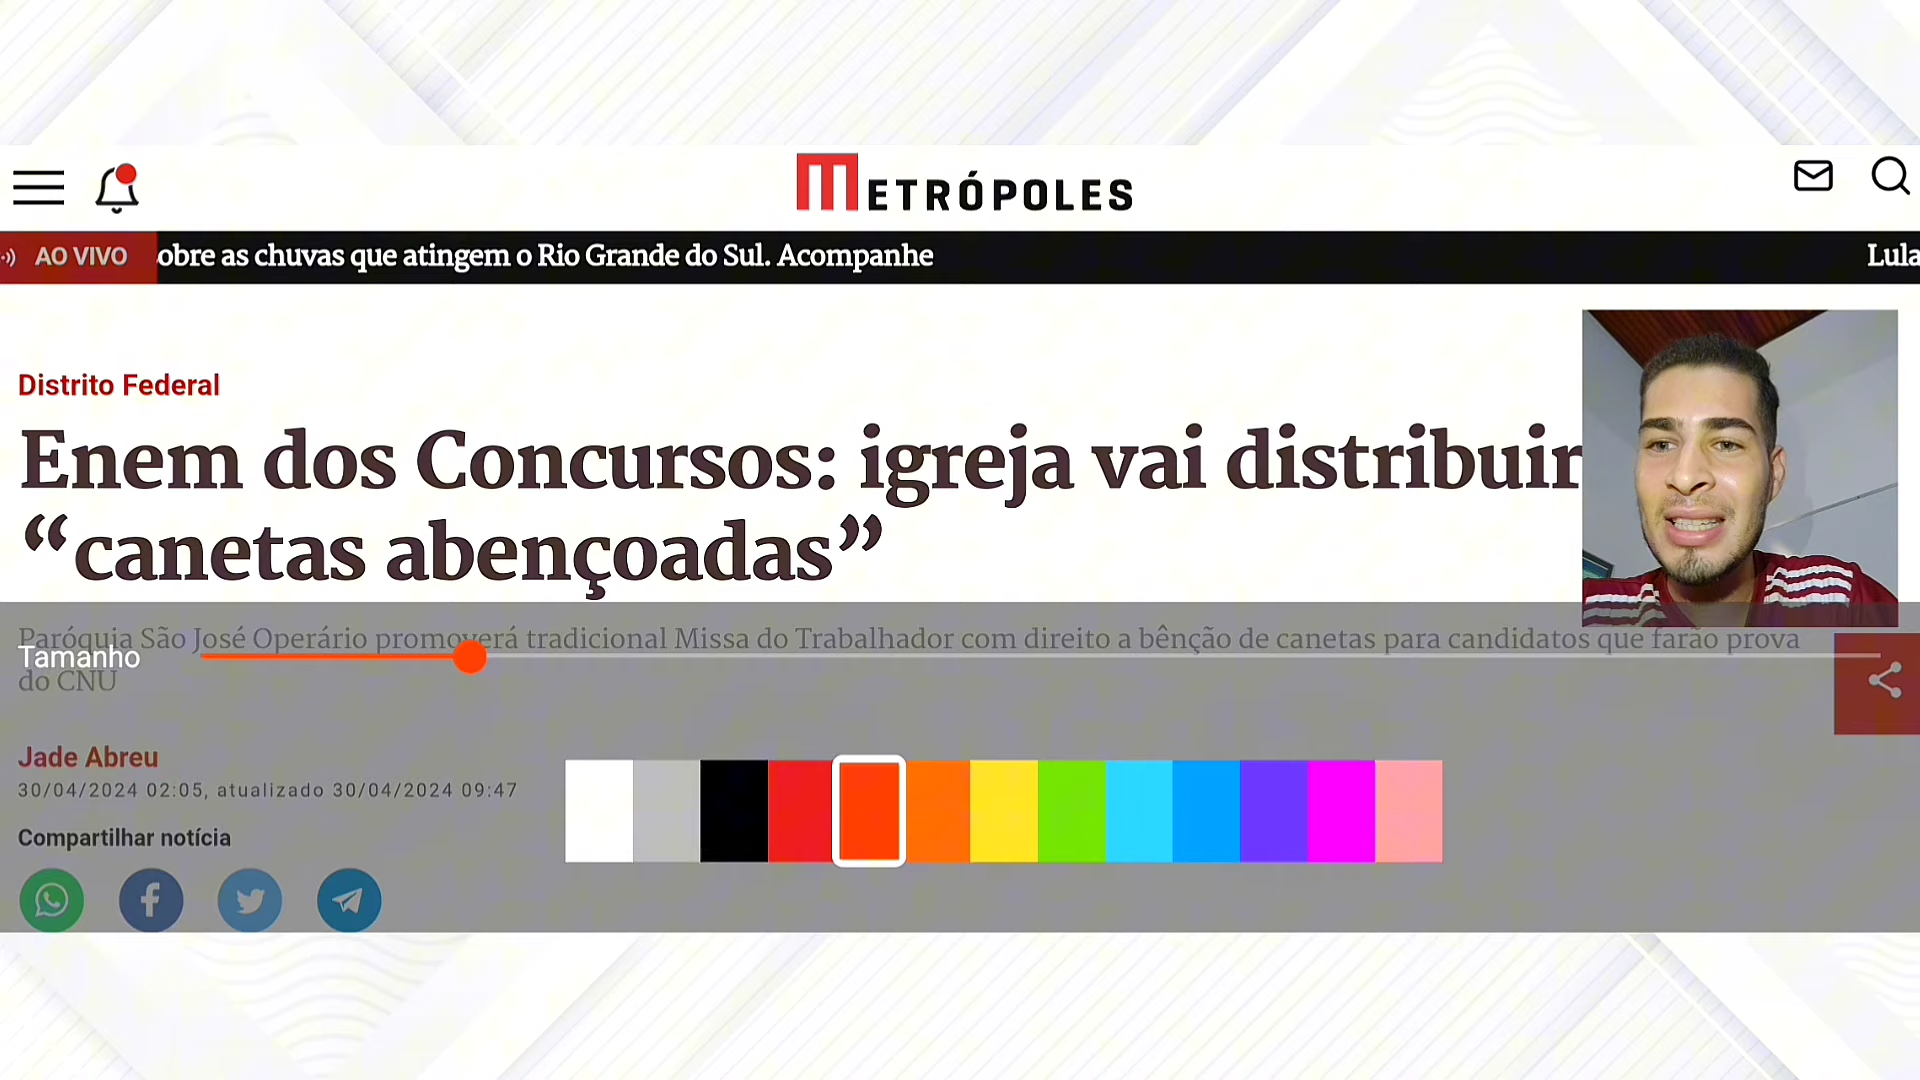 METRÓPOLES
AO VIVO obre as chuvas que atingem o Rio Grande do Sul. Acompanhe Lula
Distrito Federal
Enem dos Concursos: igreja vai distribuir
“canetas abençoadas”
Paróquia São José Operário promoverá tradicional Missa do Trabalhador com direito a bênção de canetas para candidatos que farão prova
Tamanho
do CNU
Jade Abreu
30/04/2024 02:05, atualizado 30/04/2024 09:47
Compartilhar notícia